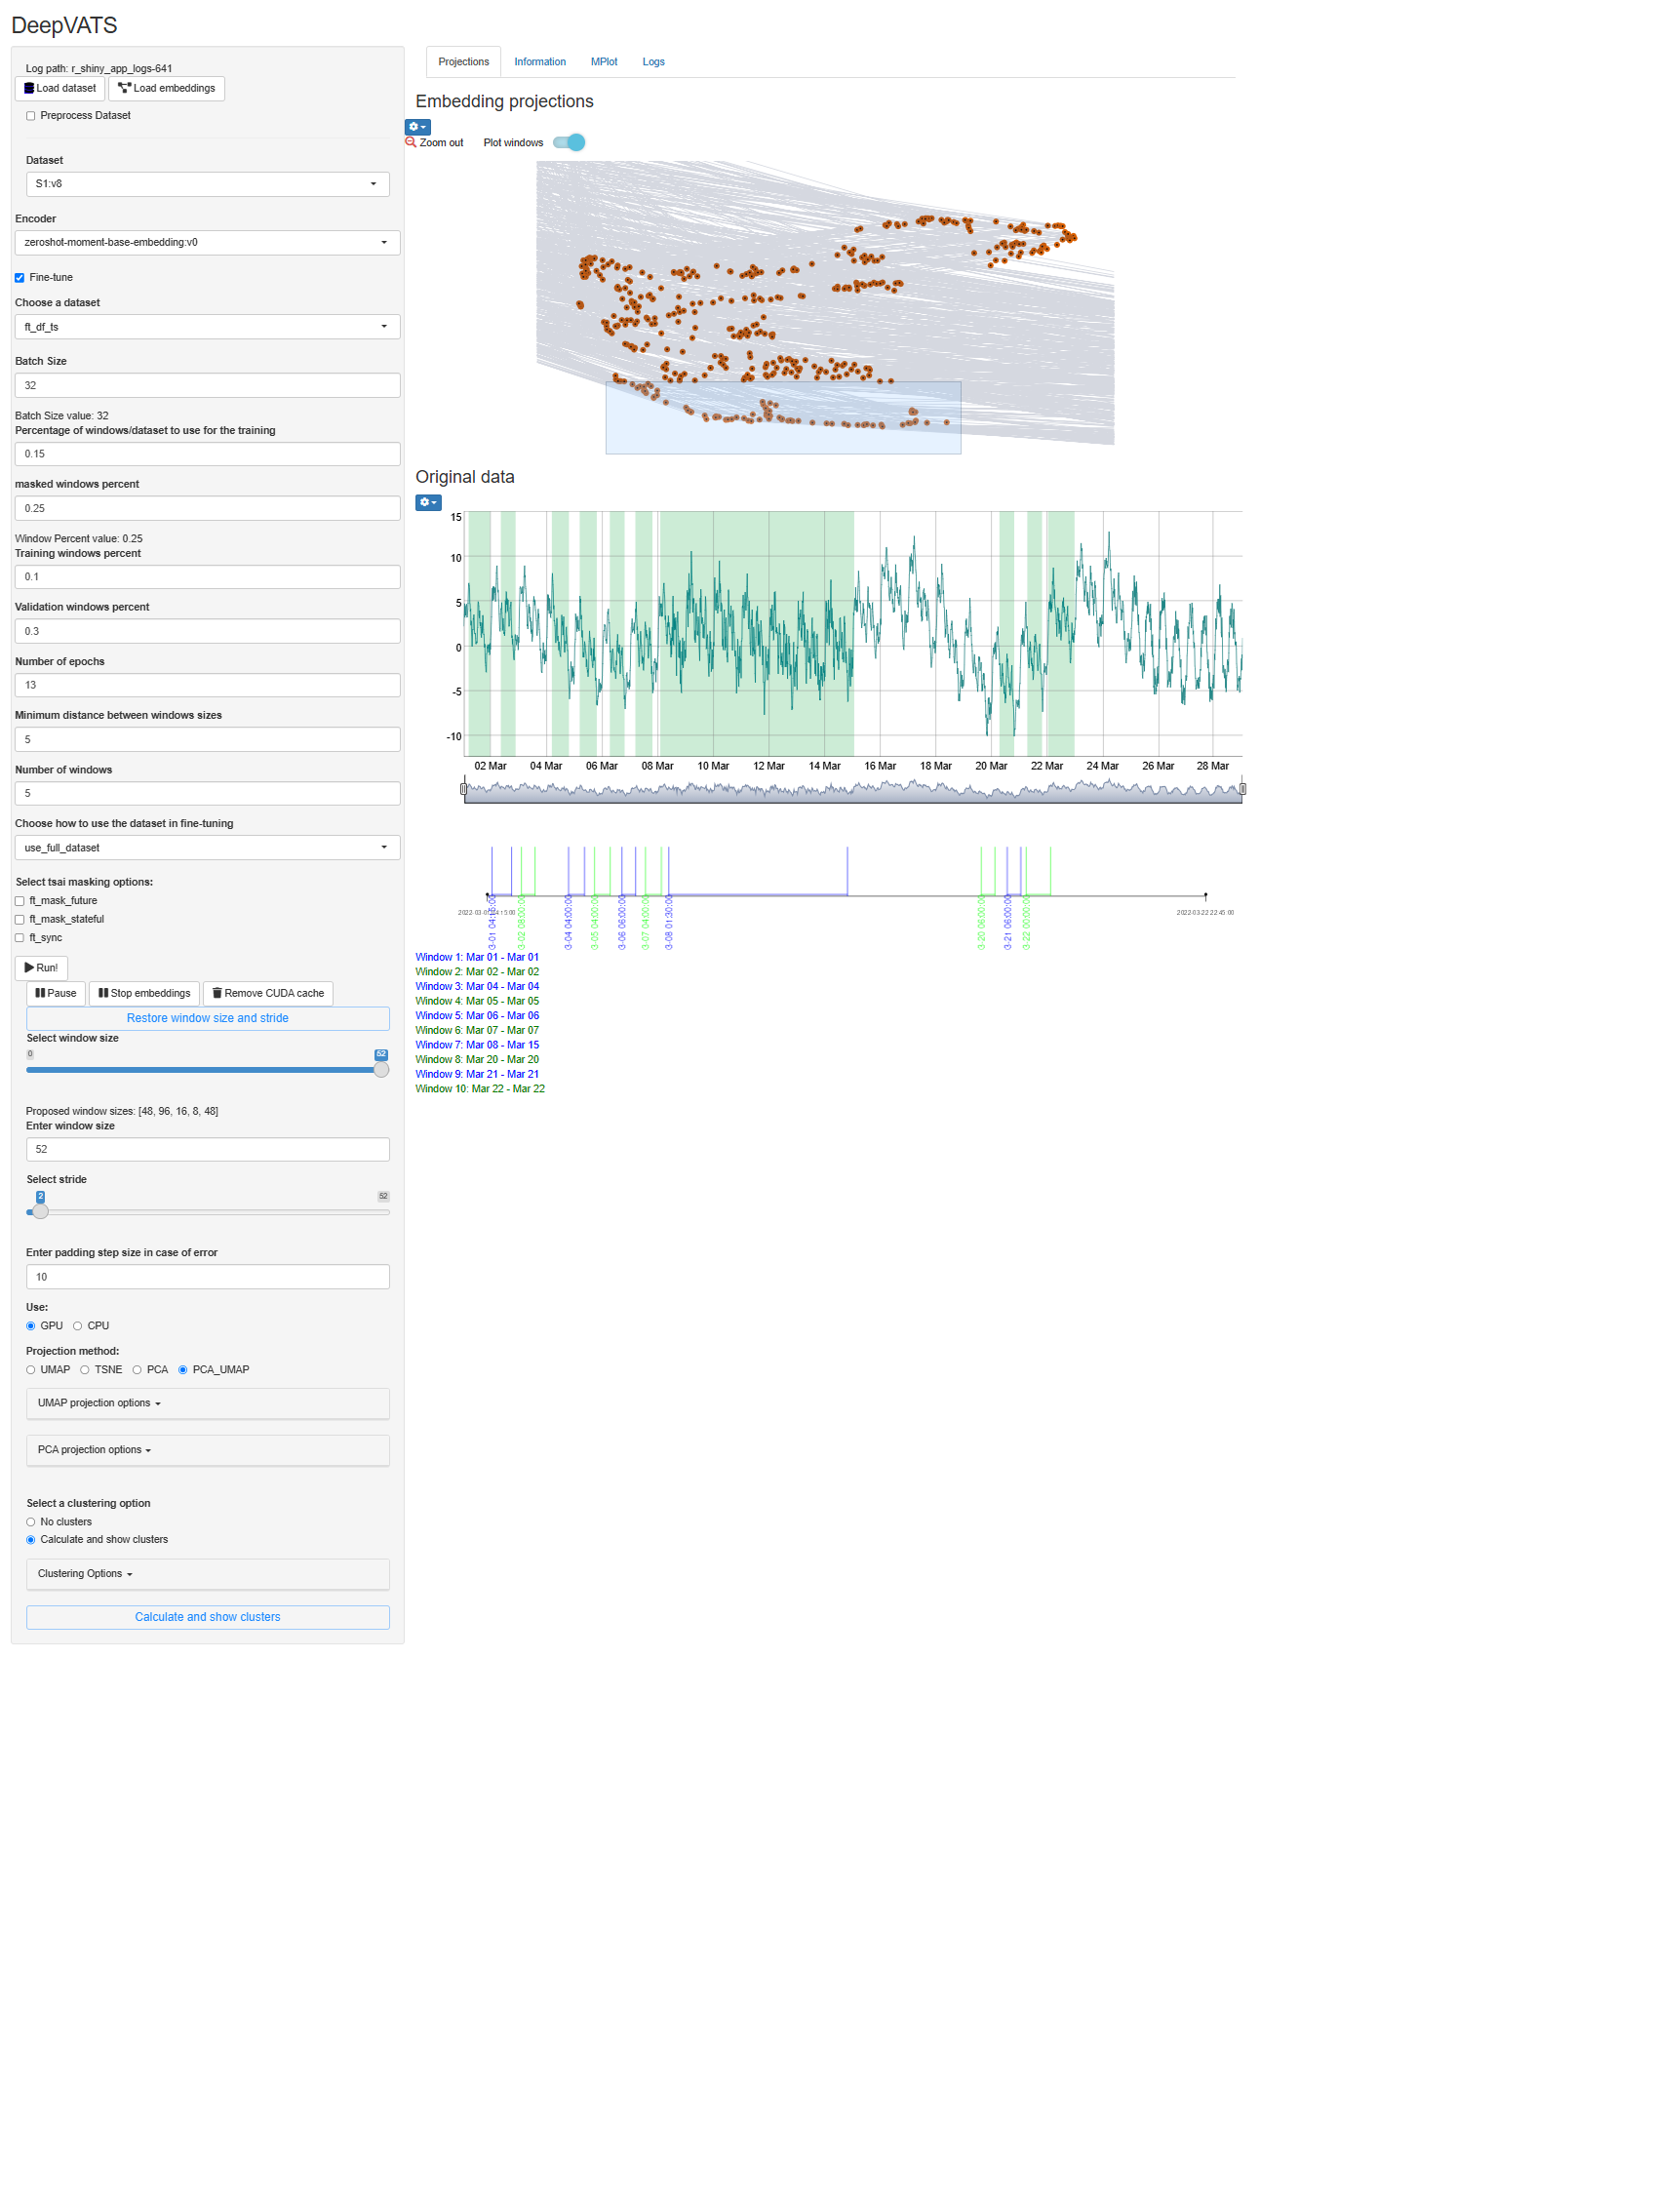 DeepVATS
Log path: r_shiny_app_logs-641
Load dataset
Load embeddings
Preprocess Dataset
Dataset
S1:v8
Encoder
zeroshot-moment-base-embedding:v0
Fine-tune
Choose a dataset
ft_df_ts
Batch Size
32
Batch Size value: 32
Percentage of windows/dataset to use for the training
0.15
masked windows percent
0.25
Window Percent value: 0.25
Training windows percent
0.1
Validation windows percent
0.3
Number of epochs
13
Minimum distance between windows sizes
5
Number of windows
5
Choose how to use the dataset in fine-tuning
use_full_dataset
Select tsai masking options:
ft_mask_future
ft_mask_stateful
ft_sync
Run!
Pause
Stop embeddings
Remove CUDA cache
Restore window size and stride
Select window size
0
52
Proposed window sizes: [48, 96, 16, 8, 48]
Enter window size
52
Select stride
2
52
Enter padding step size in case of error
10
Use:
GPU
CPU
Projection method:
UMAP
TSNE
PCA
PCA_UMAP
UMAP projection options
PCA projection options
Select a clustering option
No clusters
Calculate and show clusters
Clustering Options
Calculate and show clusters
Projections
Information
MPlot
Logs
Embedding projections
Zoom out
Plot windows
Original data
15
10
5
0
-5
-10
02 Mar
04 Mar
06 Mar
08 Mar
10 Mar
12 Mar
14 Mar
16 Mar
18 Mar
20 Mar
22 Mar
24 Mar
26 Mar
28 Mar
3-02 08:00:00
3-04 04:00:00
3-05 04:00:00
3-06 06:00:00
3-07 04:00:00
3-08 01:30:00
3-20 06:00:00
3-21 06:00:00
3-22 00:00:00
2022-03-22 22:45:00
Window 1: Mar 01 - Mar 01
Window 2: Mar 02 - Mar 02
Window 3: Mar 04 - Mar 04
Window 4: Mar 05 - Mar 05
Window 5: Mar 06 - Mar 06
Window 6: Mar 07 - Mar 07
Window 7: Mar 08 - Mar 15
Window 8: Mar 20 - Mar 20
Window 9: Mar 21 - Mar 21
Window 10: Mar 22 - Mar 22